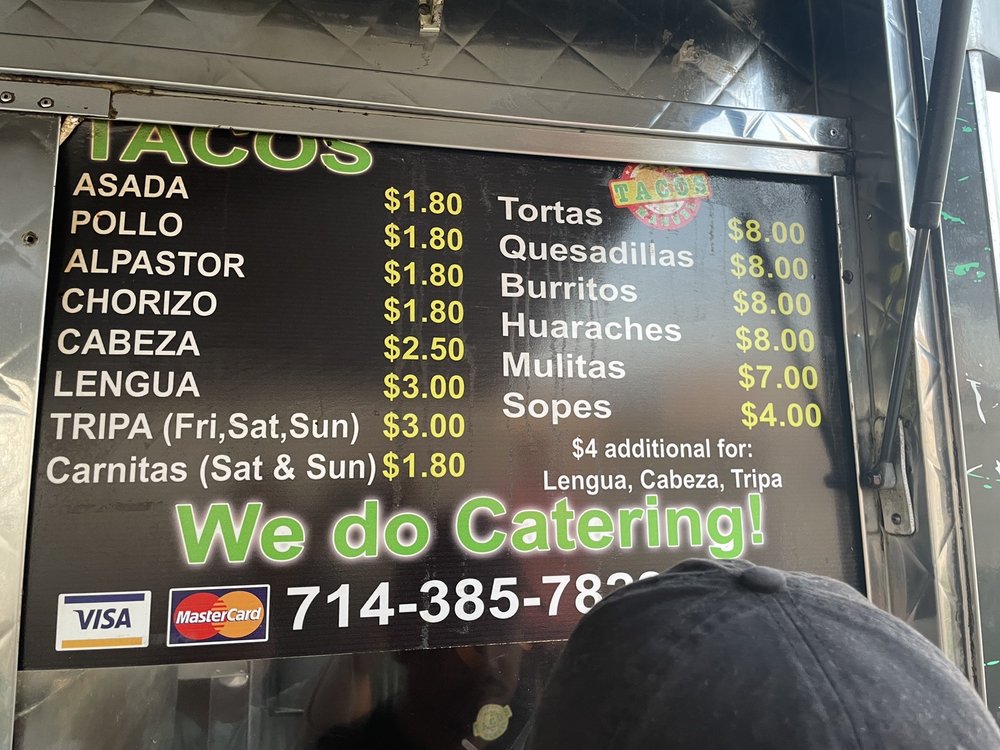 TACOS
ASADA $1.80
POLLO $1.80
ALPASTOR $1.80
CHORIZO $1.80
CABEZA $2.50
LENGUA $3.00
TRIPA (Fri,Sat,Sun) $3.00
Carnitas (Sat & Sun) $1.80
TACOS
Tortas $8.00
Quesadillas $8.00
Burritos $8.00
Huaraches $8.00
Mulitas $7.00
Sopes $4.00
$4 additional for:
Lengua, Cabeza, Tripa
We do Catering!
VISA MasterCard 714-385-78